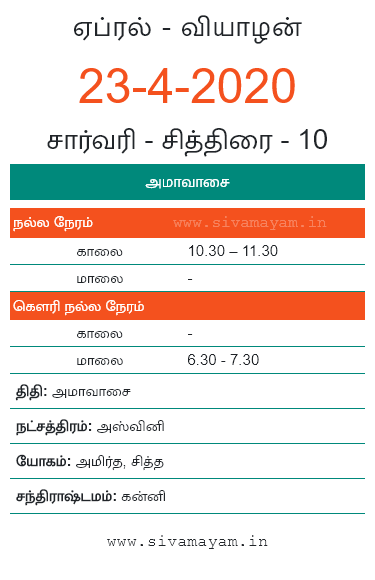 ஏப்ரல் - வியாழன்
23-4-2020
சார்வரி - சித்திரை - 10
அமாவாசை
நல்ல நேரம் www.sivamayam.in
காலை 10.30 – 11.30
மாலை -
கௌரி நல்ல நேரம்
காலை -
மாலை 6.30 - 7.30
திதி: அமாவாசை
நட்சத்திரம்: அஸ்வினி
யோகம்: அமிர்த, சித்த
சந்திராஷ்டமம்: கன்னி
www.sivamayam.in